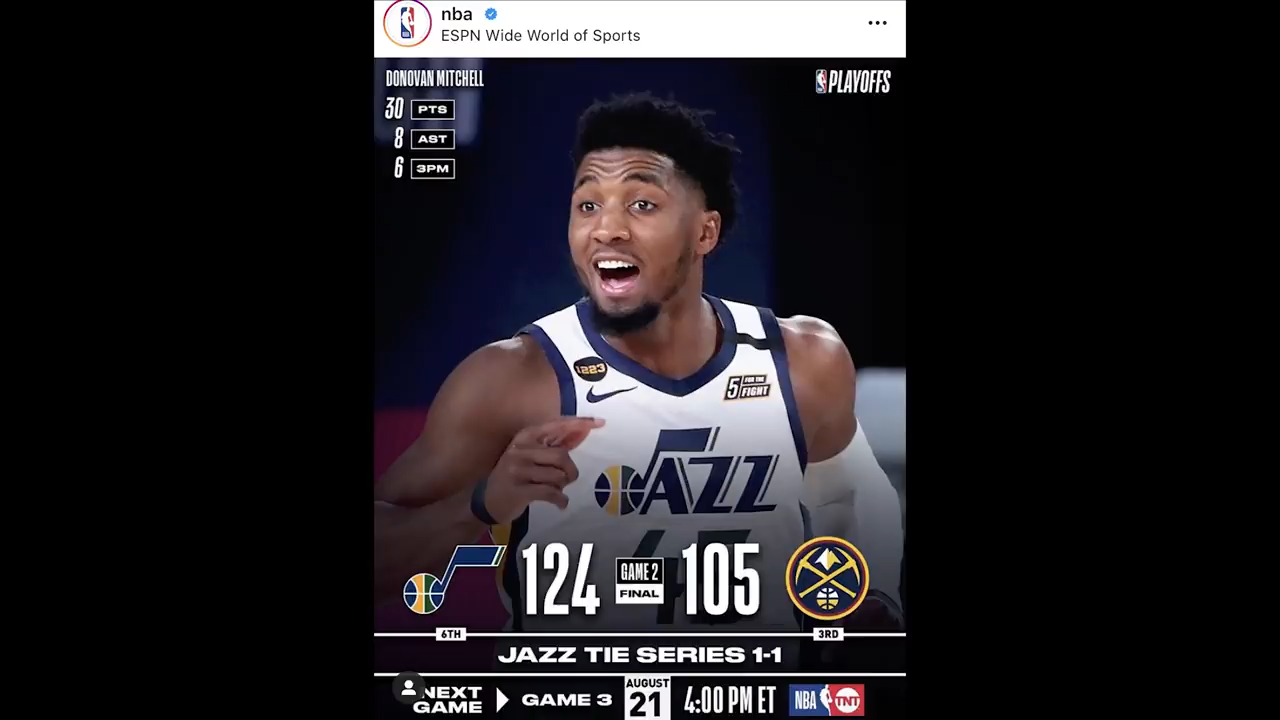 nba
ESPN Wide World of Sports
DONOVAN MITCHELL
30 PTS
8 AST
6 3PM
PLAYOFFS
1223
5 FOR THE FIGHT
JAZZ
45
124 GAME 2 FINAL 105
6TH 3RD
JAZZ TIE SERIES 1-1
NEXT GAME GAME 3 AUGUST 21 4:00 PM ET NBA TNT